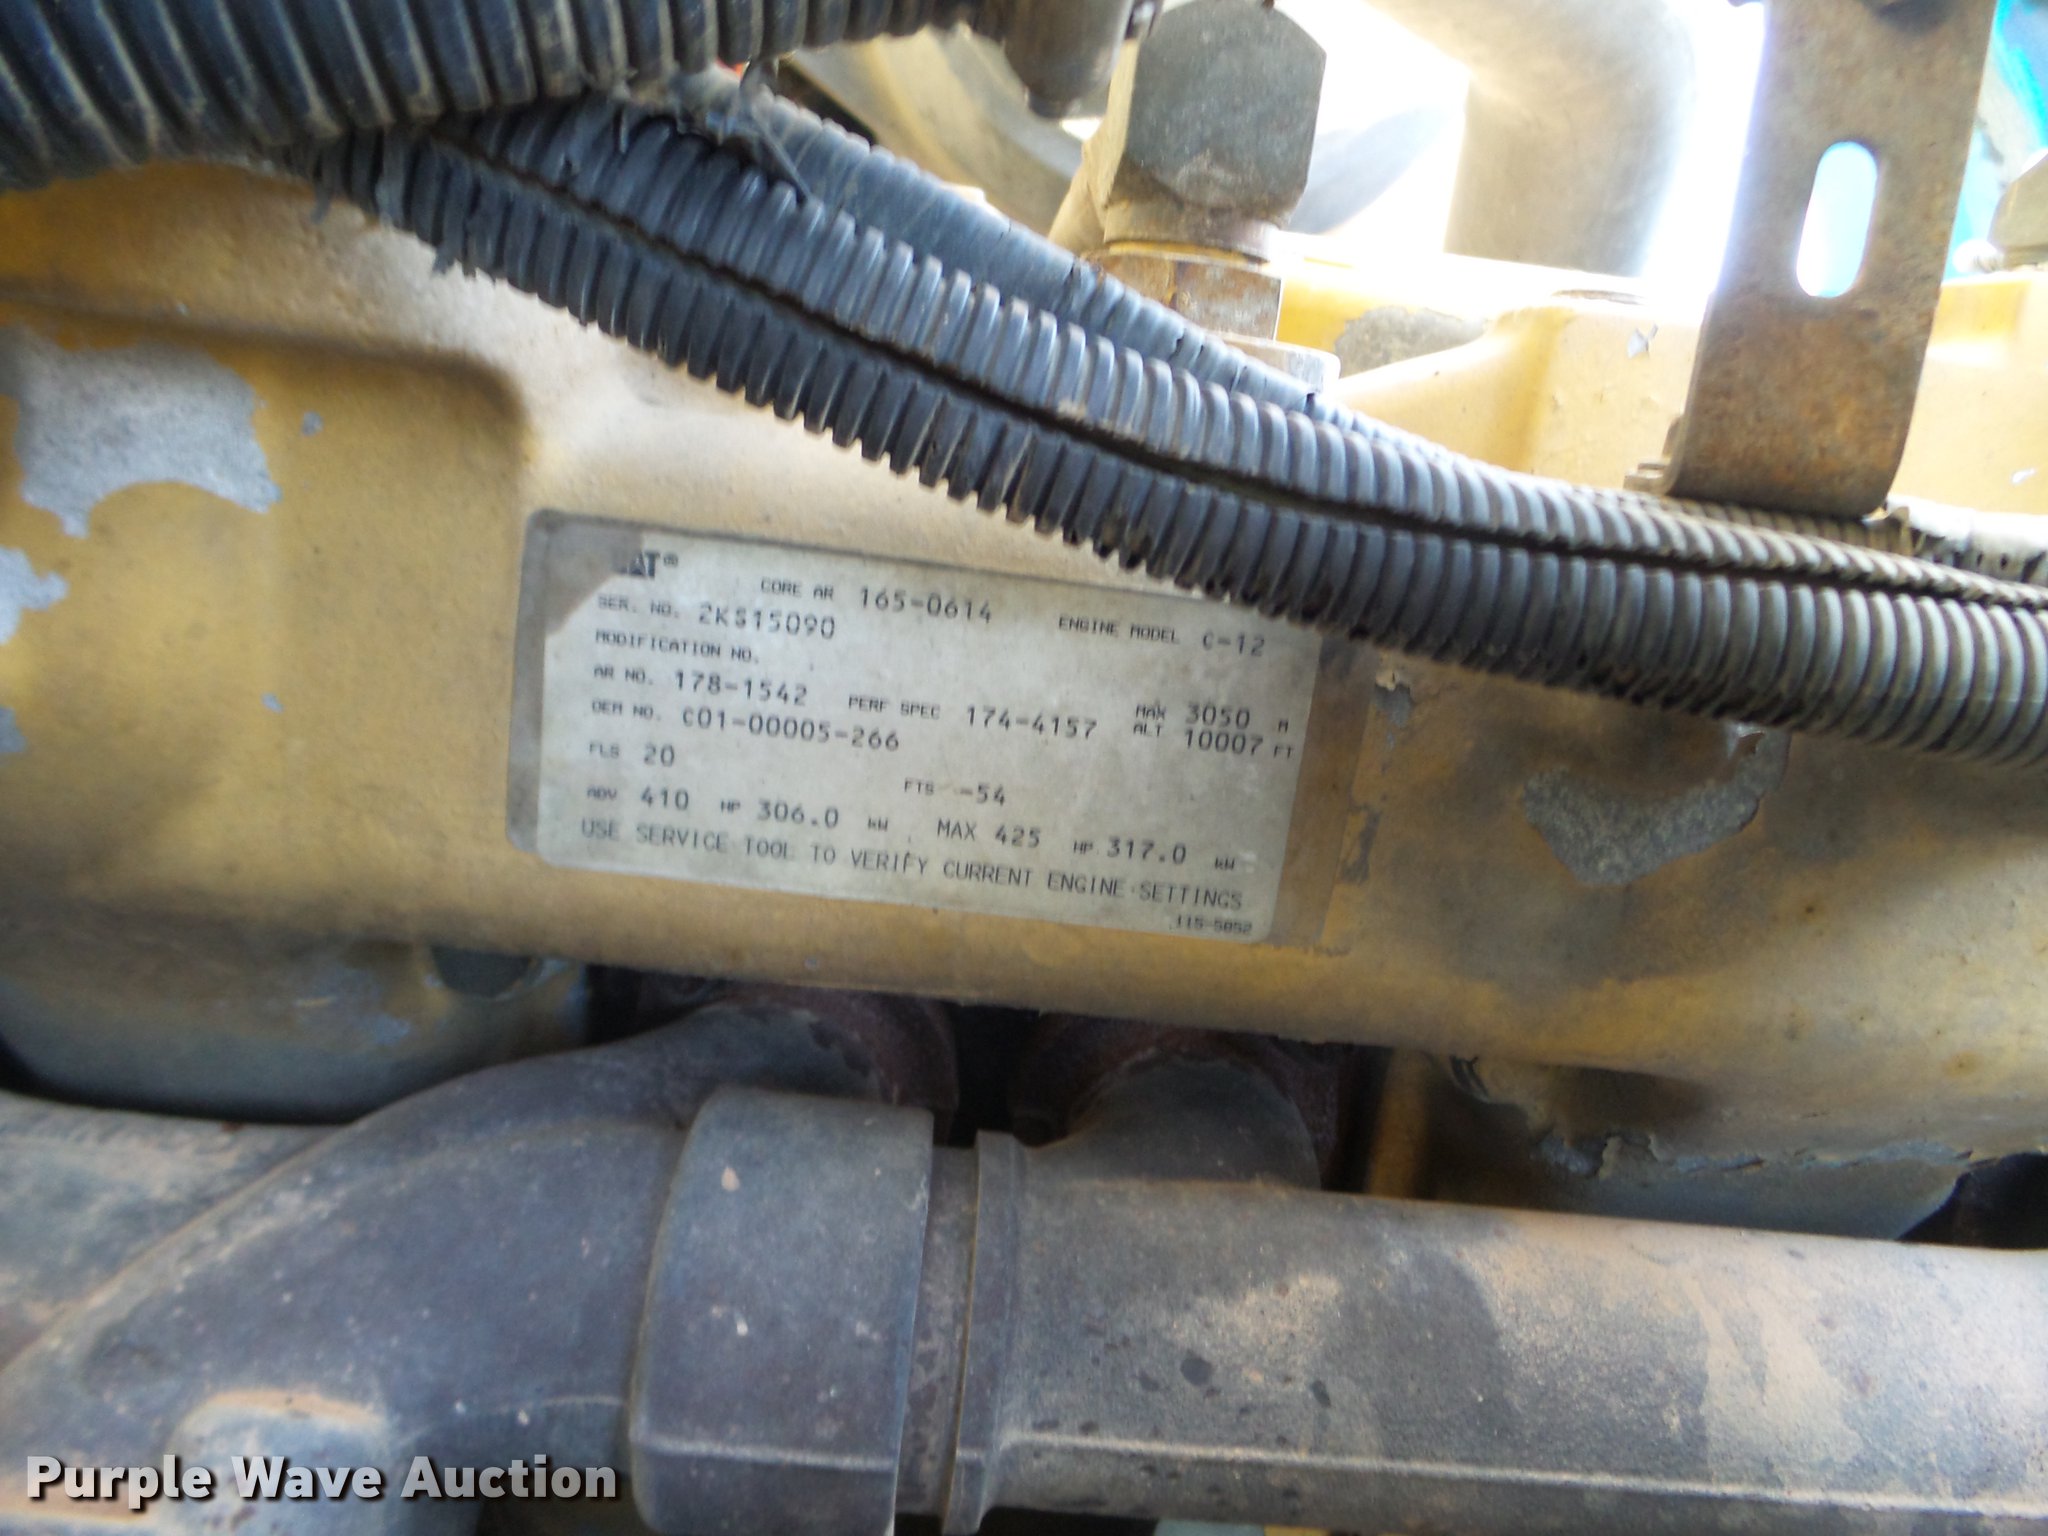 CAT®
CORE AR 165-0614
SER. NO. 2KS15090 ENGINE MODEL C-12
MODIFICATION NO.
AR NO. 178-1542 PERF SPEC 174-4157 MAX ALT 3050 M 10007 FT
OEM NO. C01-00005-266
FLS 20 FTS -54
ADV 410 HP 306.0 kW MAX 425 HP 317.0 kW
USE SERVICE TOOL TO VERIFY CURRENT ENGINE SETTINGS
115-5852
Purple Wave Auction